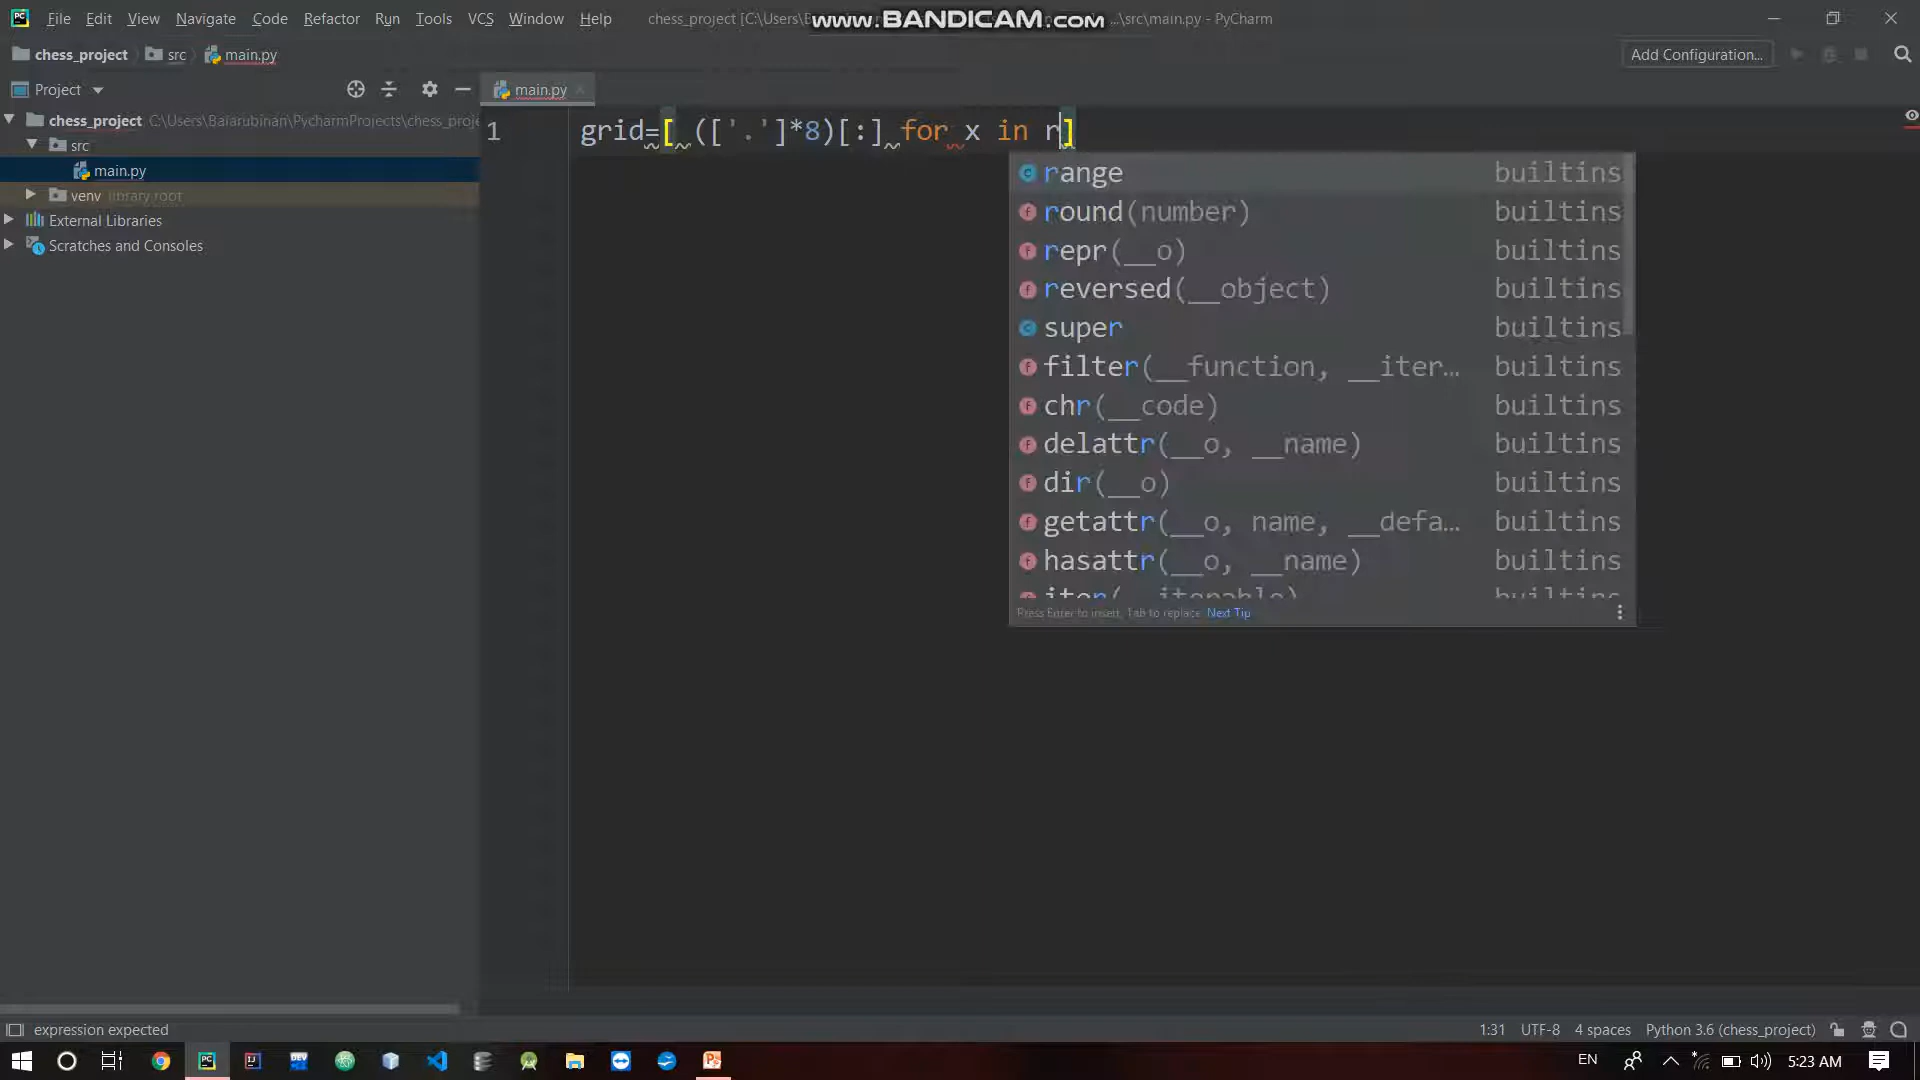 File Edit View Navigate Code Refactor Run Tools VCS Window Help chess_project [C:\Users\B ...\src\main.py - PyCharm
www.BANDICAM.com
chess_project src main.py Add Configuration...
Project main.py
chess_project C:\Users\Balarubinan\PycharmProjects\chess_proje
src
main.py
venv library root
External Libraries
Scratches and Consoles
1 grid=[ (['.']*8)[:] for x in r]
range builtins
round(number) builtins
repr(__o) builtins
reversed(__object) builtins
super builtins
filter(__function, __iter… builtins
chr(__code) builtins
delattr(__o, __name) builtins
dir(__o) builtins
getattr(__o, name, __defa… builtins
hasattr(__o, __name) builtins
iter(__iterable) builtins
Press Enter to insert, Tab to replace Next Tip
expression expected 1:31 UTF-8 4 spaces Python 3.6 (chess_project)
EN 5:23 AM